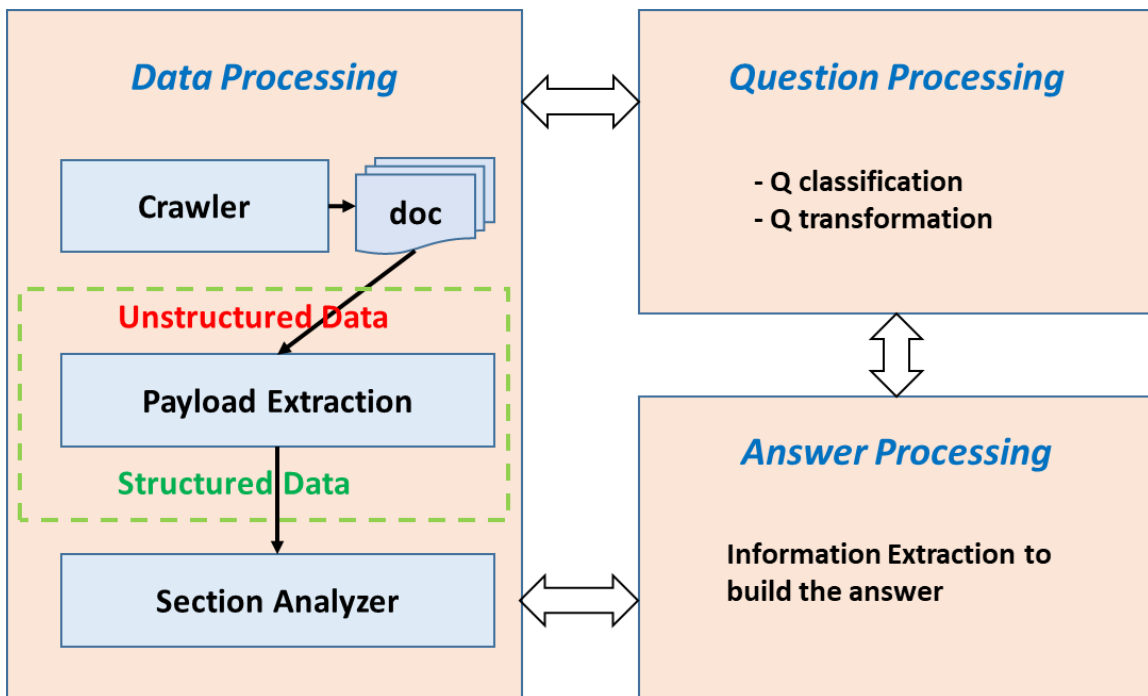 Data Processing
Crawler
doc
Unstructured Data
Payload Extraction
Structured Data
Section Analyzer
Question Processing
- Q classification
- Q transformation
Answer Processing
Information Extraction to
build the answer